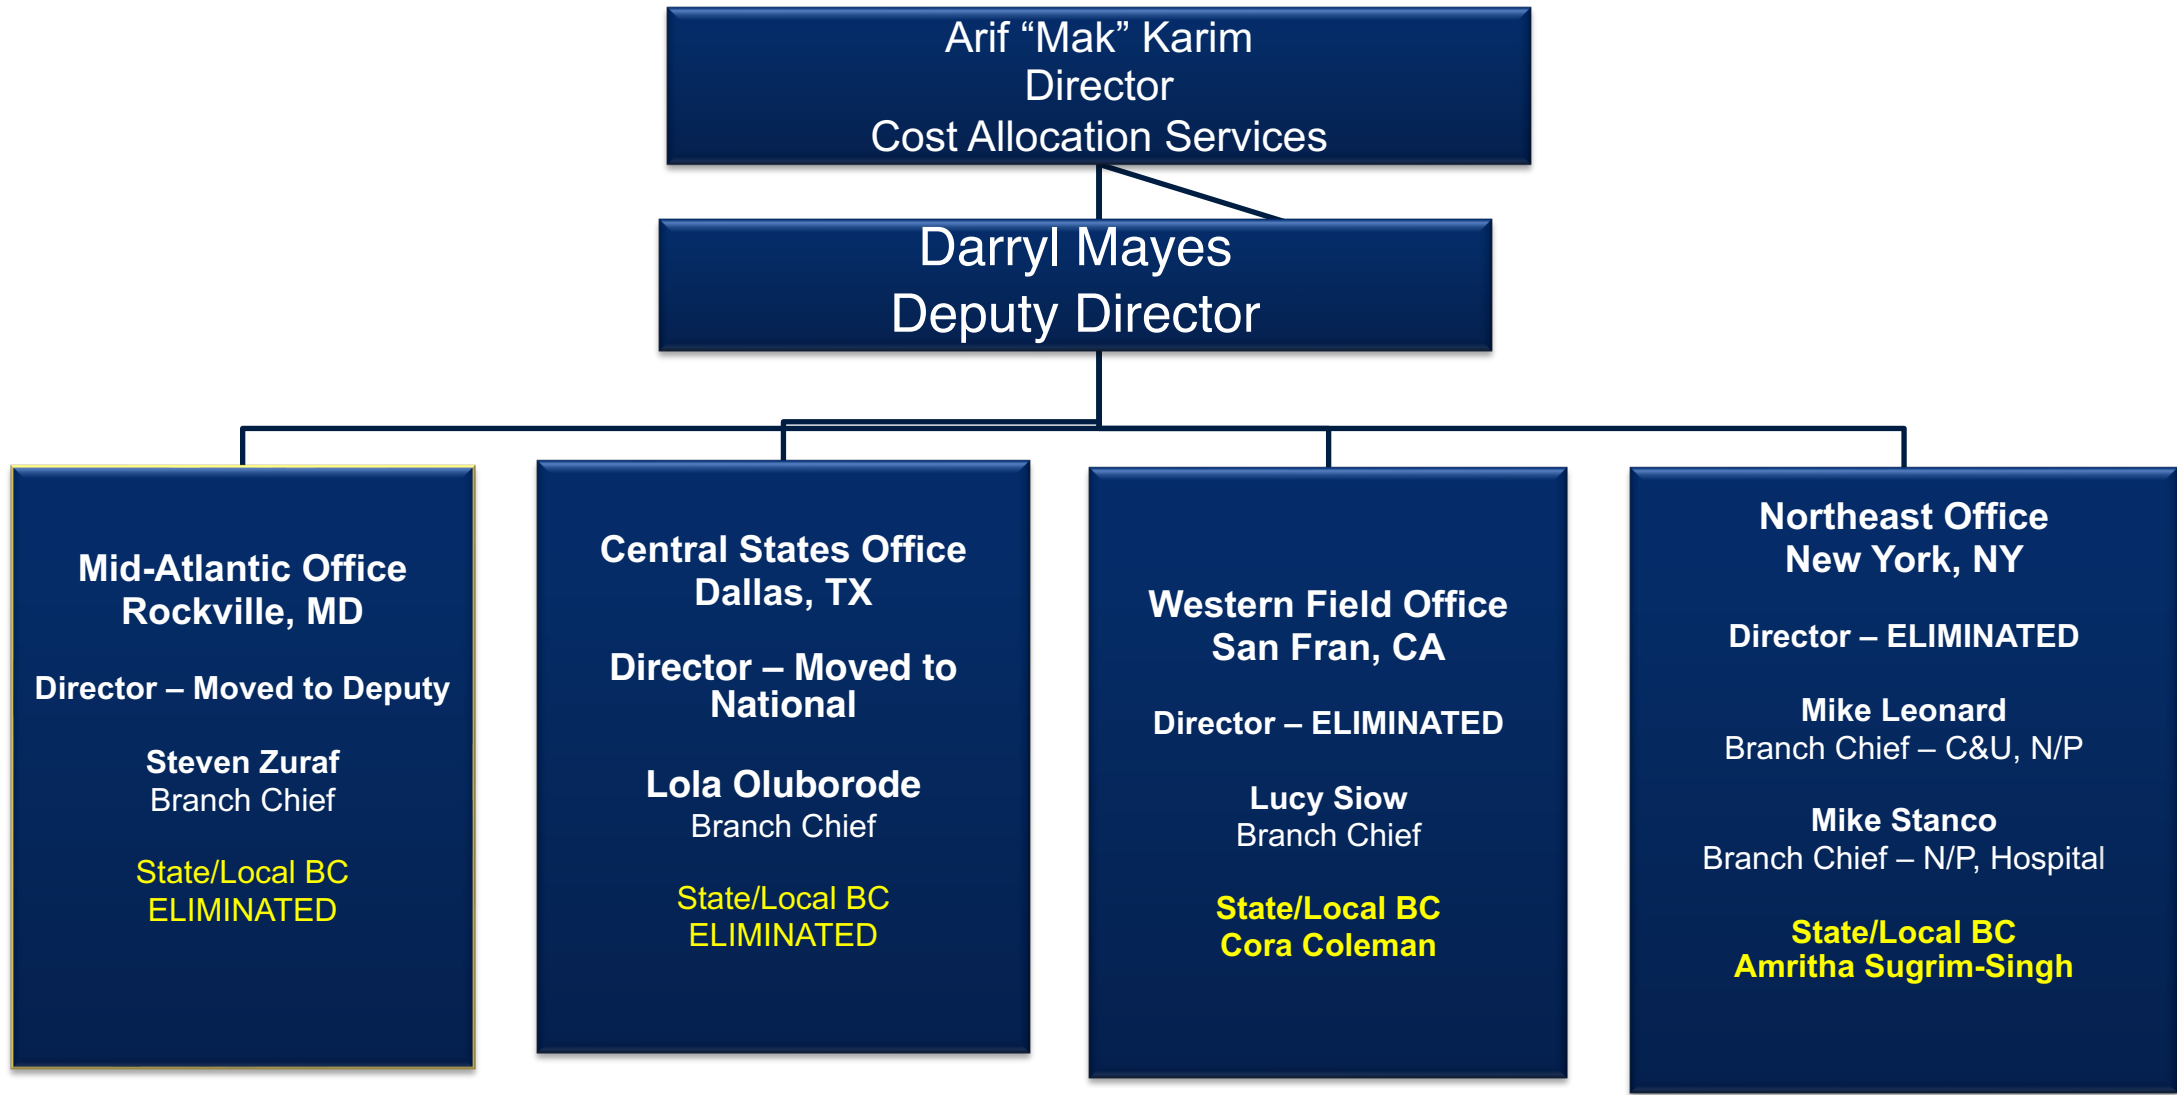 Arif “Mak” Karim
Director
Cost Allocation Services
Darryl Mayes
Deputy Director
Mid-Atlantic Office
Rockville, MD
Director – Moved to Deputy
Steven Zuraf
Branch Chief
State/Local BC
ELIMINATED
Central States Office
Dallas, TX
Director – Moved to
National
Lola Oluborode
Branch Chief
State/Local BC
ELIMINATED
Western Field Office
San Fran, CA
Director – ELIMINATED
Lucy Siow
Branch Chief
State/Local BC
Cora Coleman
Northeast Office
New York, NY
Director – ELIMINATED
Mike Leonard
Branch Chief – C&U, N/P
Mike Stanco
Branch Chief – N/P, Hospital
State/Local BC
Amritha Sugrim-Singh